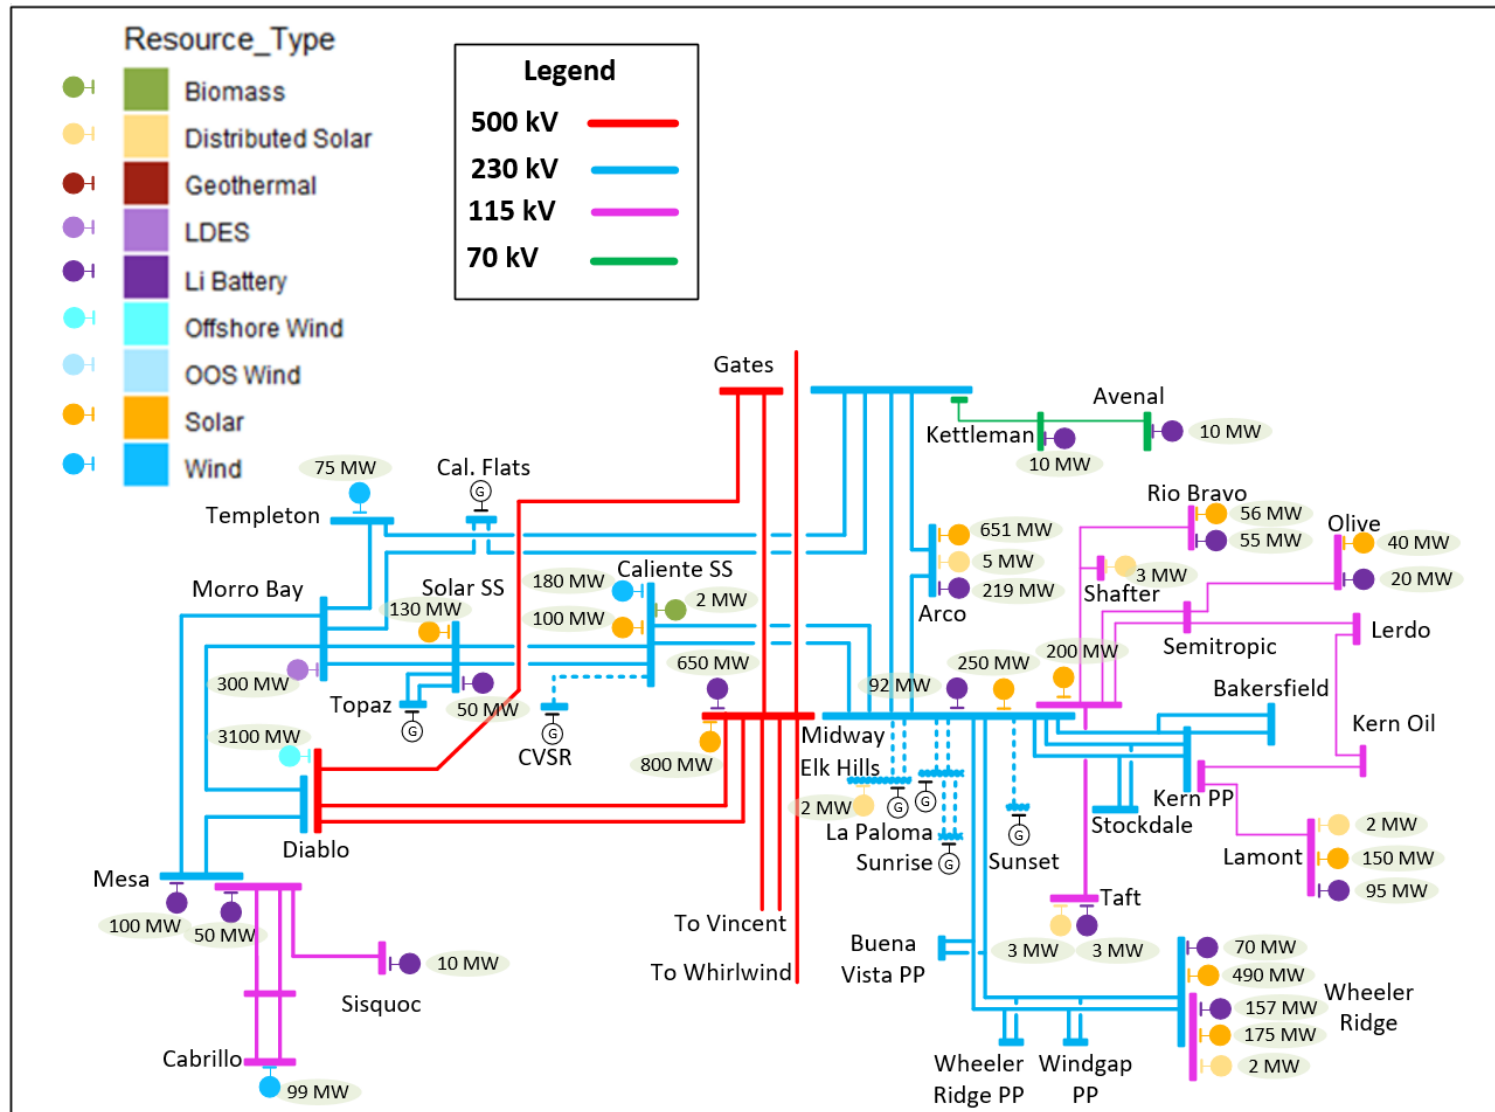 Resource_Type
Biomass
Distributed Solar
Geothermal
LDES
Li Battery
Offshore Wind
OOS Wind
Solar
Wind
Legend
500 kV
230 kV
115 kV
70 kV
Gates
Avenal
Kettleman
10 MW
10 MW
75 MW
Cal. Flats
G
Templeton
Rio Bravo
56 MW
55 MW
Olive
40 MW
20 MW
651 MW
5 MW
219 MW
Arco
3 MW
Shafter
Morro Bay
Solar SS
130 MW
Caliente SS
180 MW
2 MW
100 MW
Semitropic
Lerdo
300 MW
Topaz
G
50 MW
CVSR
G
650 MW
92 MW
250 MW
200 MW
Bakersfield
Kern Oil
3100 MW
800 MW
Midway
Elk Hills
2 MW
G
G
La Paloma
Sunrise
G
G
Sunset
Kern PP
Stockdale
Diablo
Lamont
2 MW
150 MW
95 MW
Mesa
100 MW
50 MW
10 MW
Sisquoc
To Vincent
To Whirlwind
Taft
3 MW
3 MW
Buena
Vista PP
70 MW
490 MW
157 MW
175 MW
2 MW
Wheeler
Ridge
Cabrillo
99 MW
Wheeler
Ridge PP
Windgap
PP